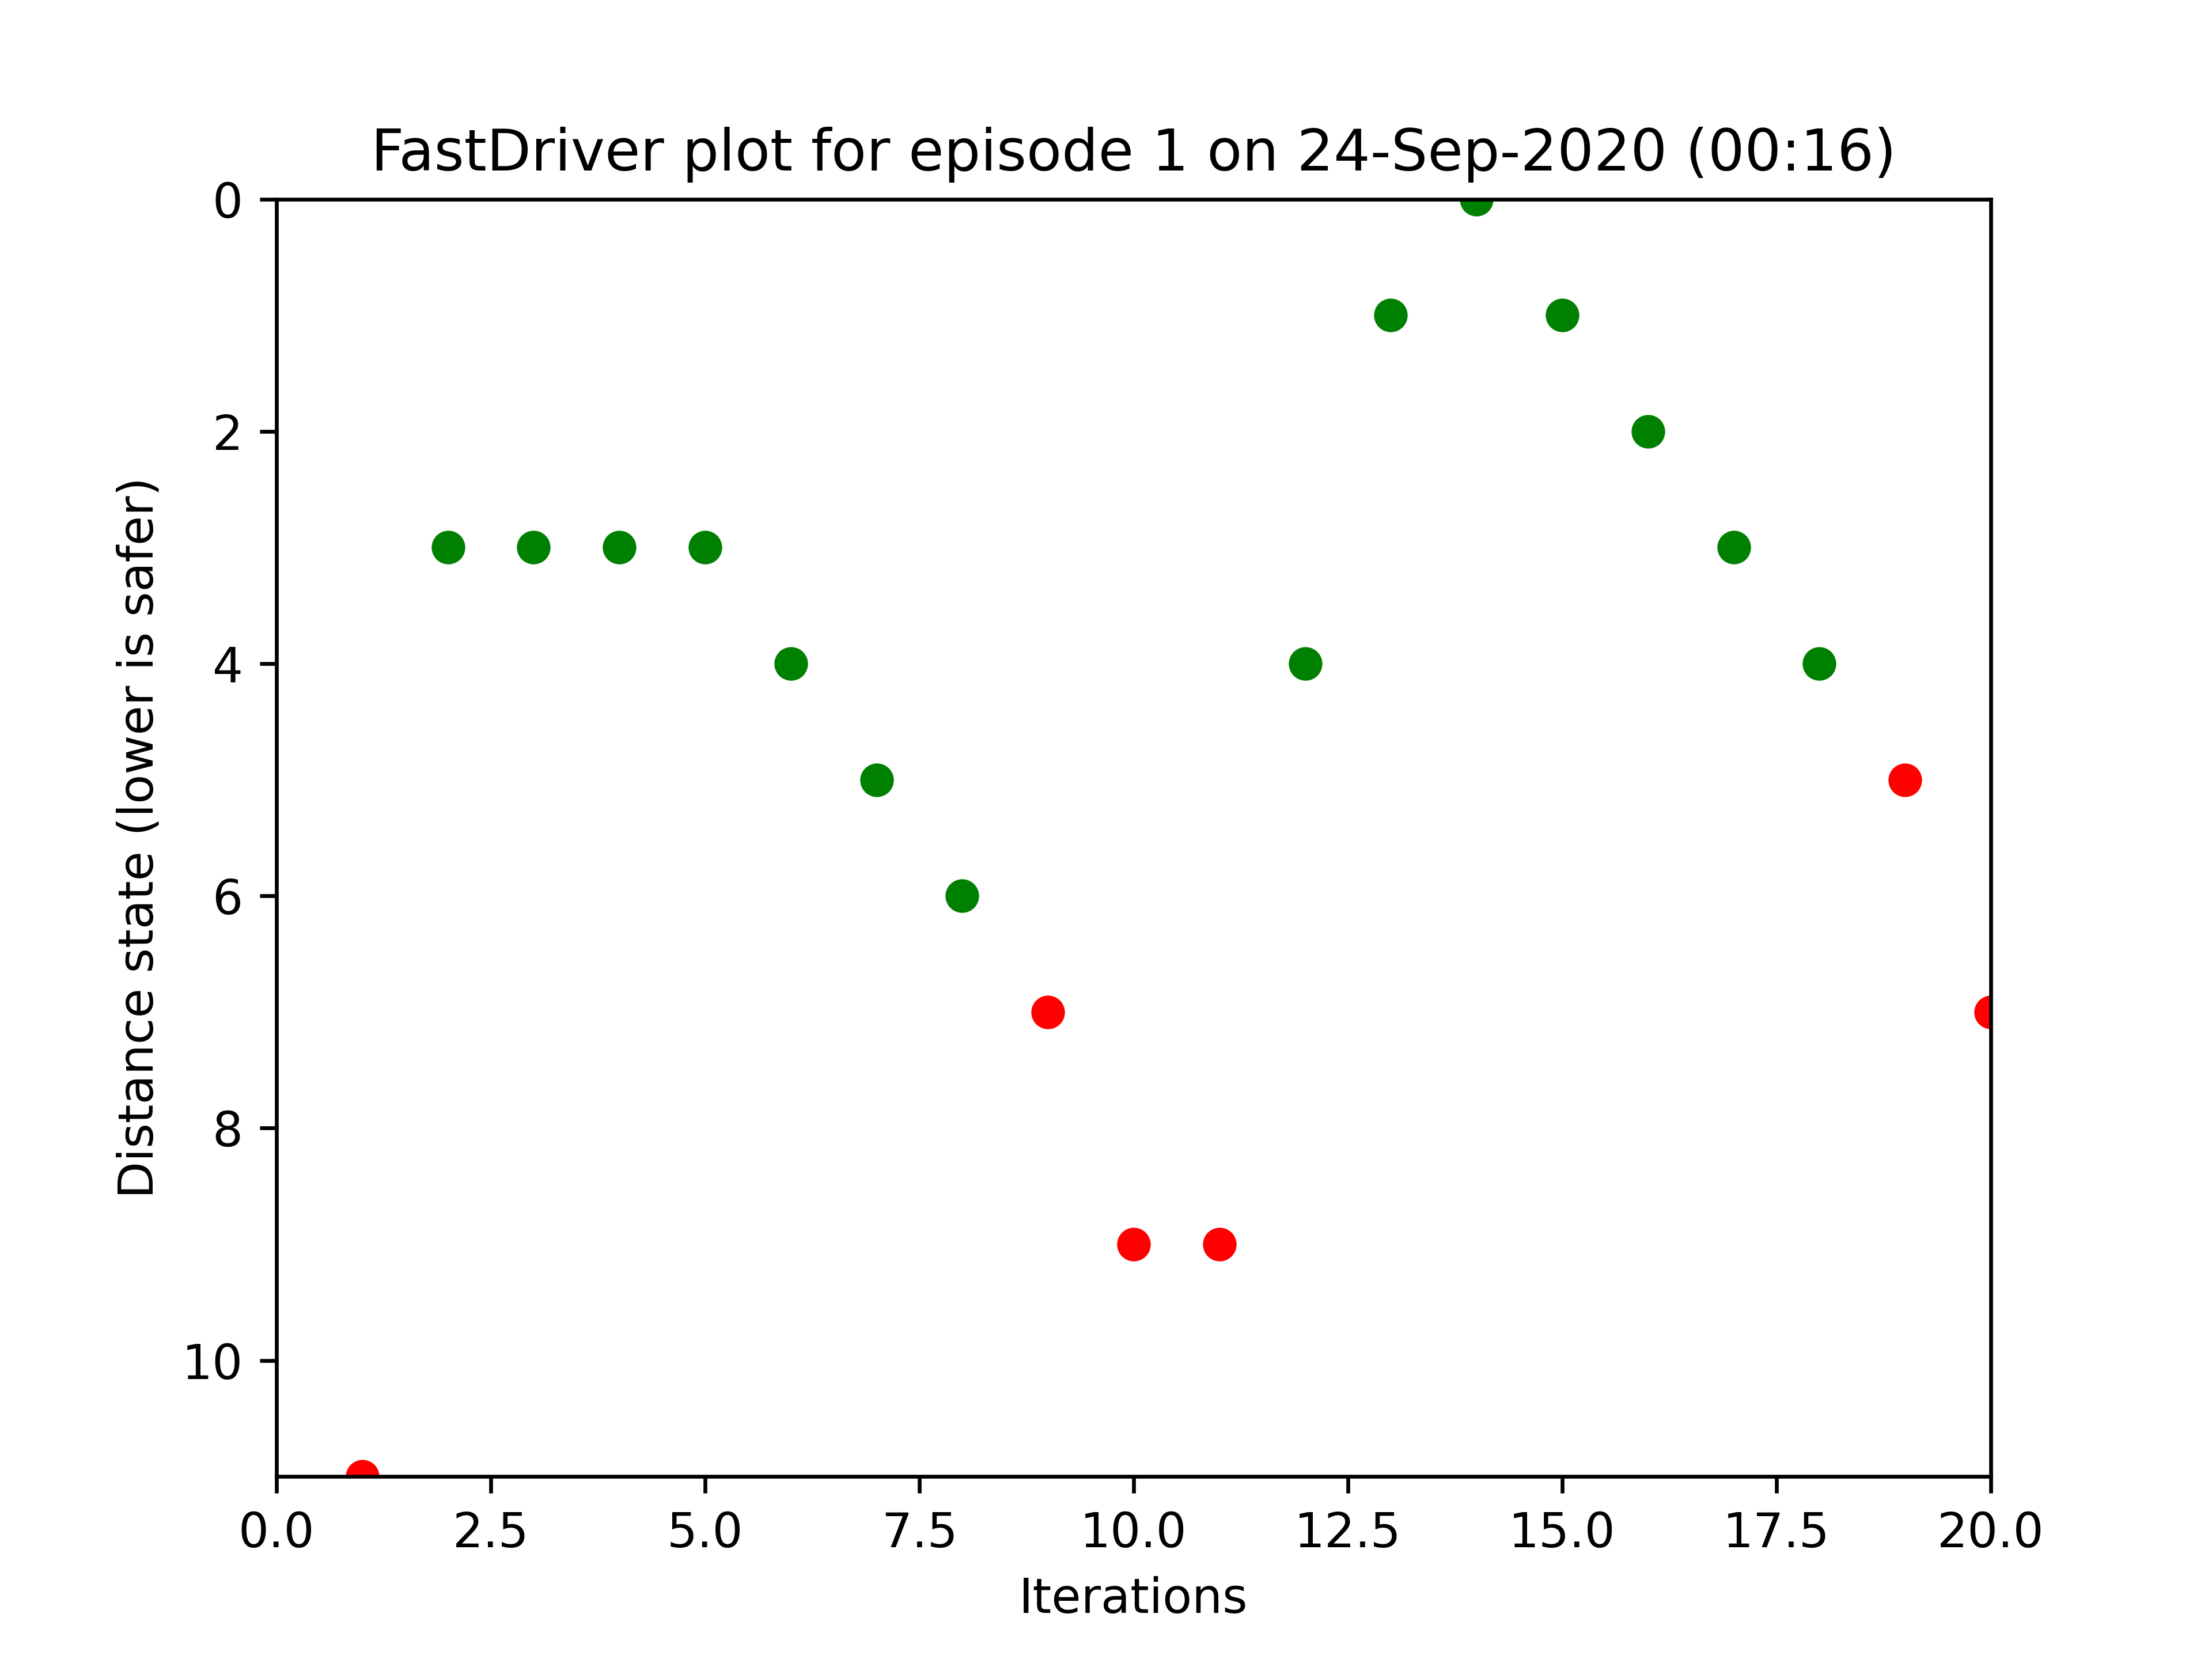 FastDriver plot for episode 1 on 24-Sep-2020 (00:16)
0
2
4
6
8
10
Distance state (lower is safer)
0.0 2.5 5.0 7.5 10.0 12.5 15.0 17.5 20.0
Iterations